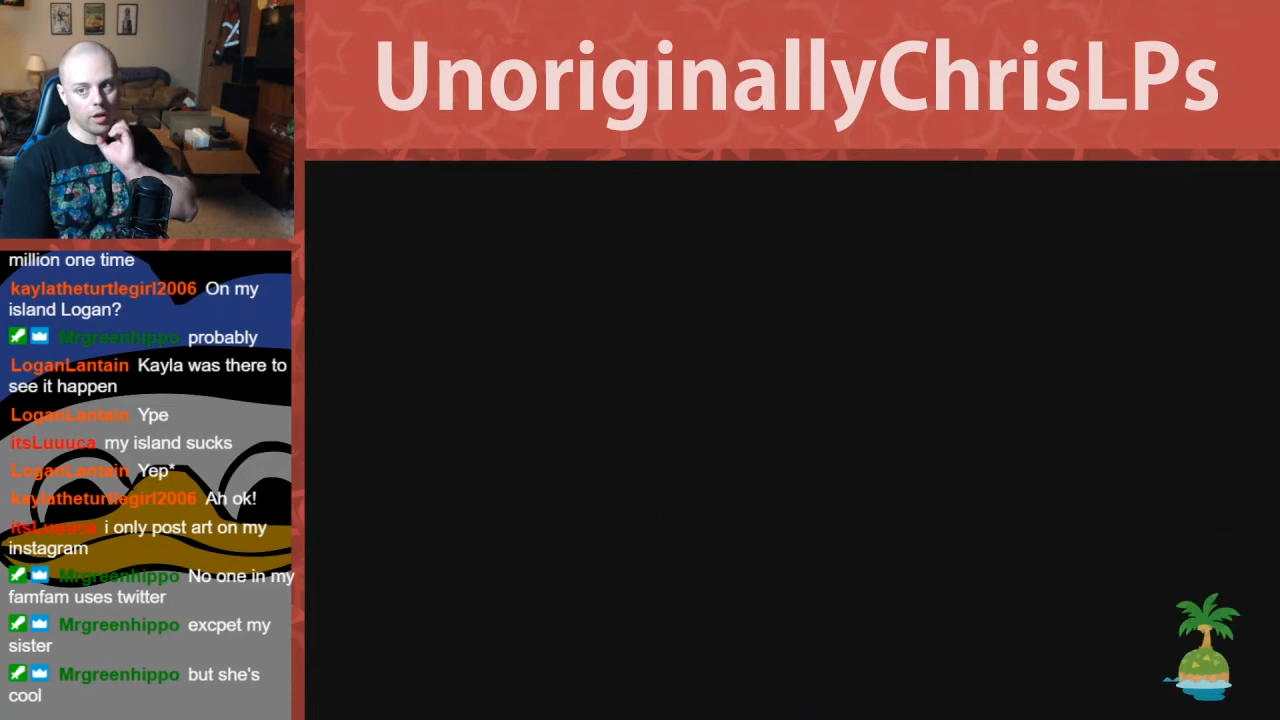 UnoriginallyChrisLPs
million one time
kaylatheturtlegirl2006 On my
island Logan?
Mrgreenhippo probably
LoganLantain Kayla was there to
see it happen
LoganLantain Ype
itsLuuuca my island sucks
LoganLantain Yep*
kaylatheturtlegirl2006 Ah ok!
itsLuuuca i only post art on my
instagram
Mrgreenhippo No one in my
famfam uses twitter
Mrgreenhippo excpet my
sister
Mrgreenhippo but she's
cool